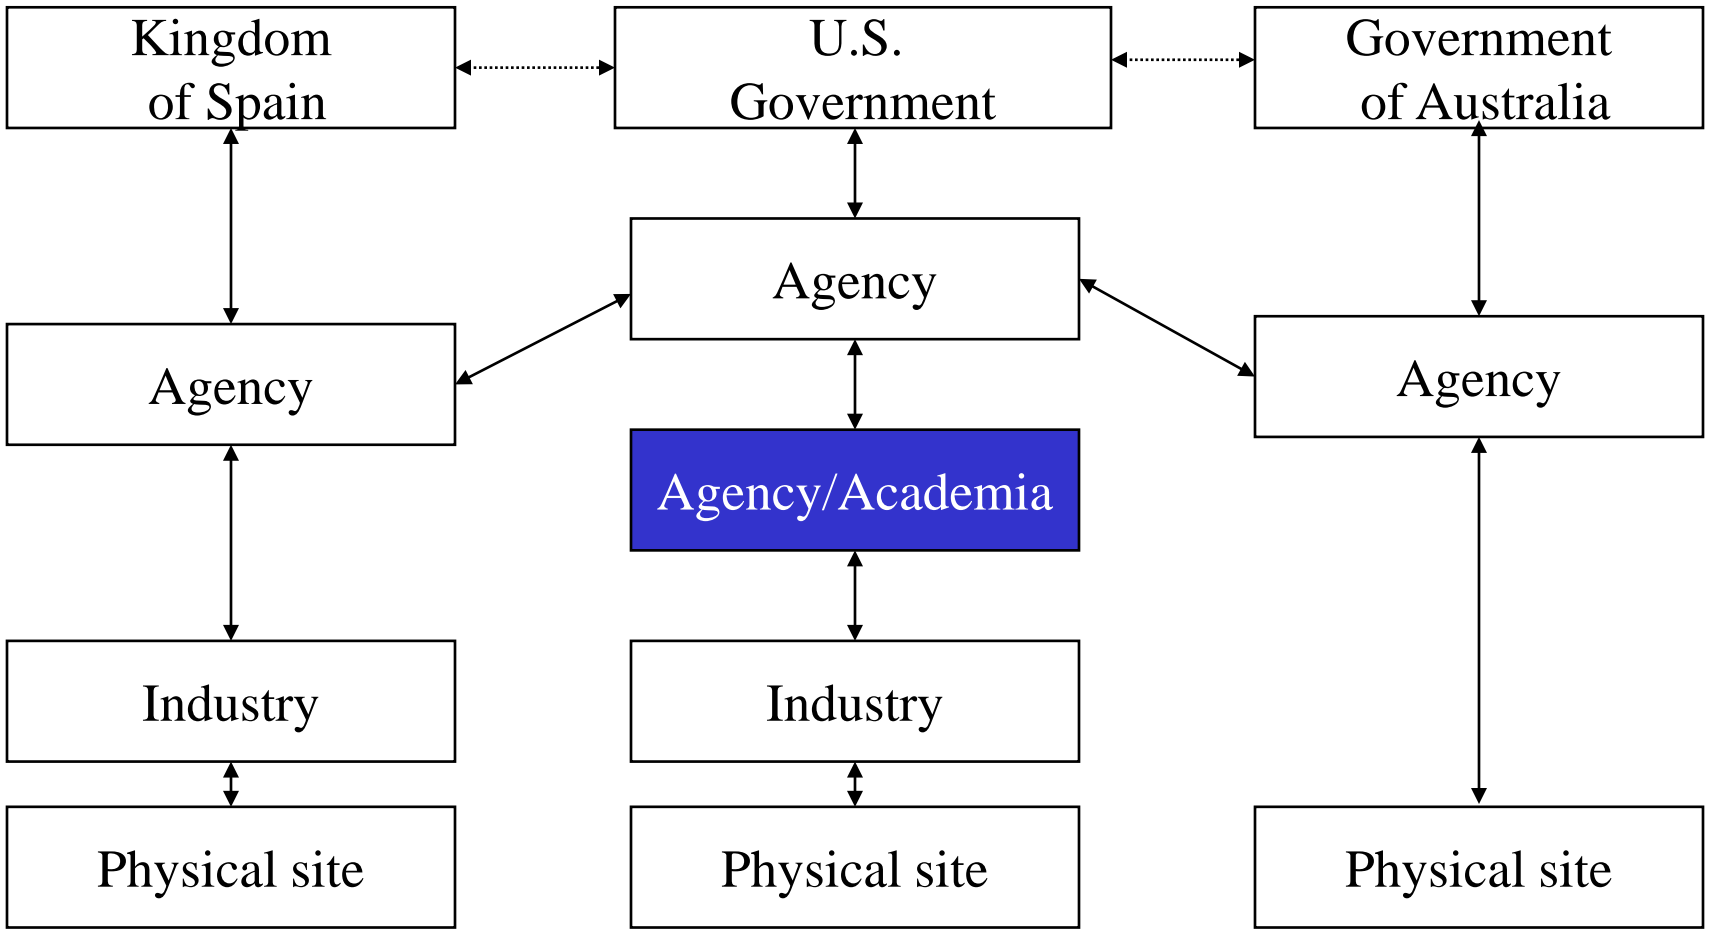 Kingdom
of Spain
U.S.
Government
Government
of Australia
Agency
Agency
Agency
Agency/Academia
Industry
Industry
Physical site
Physical site
Physical site